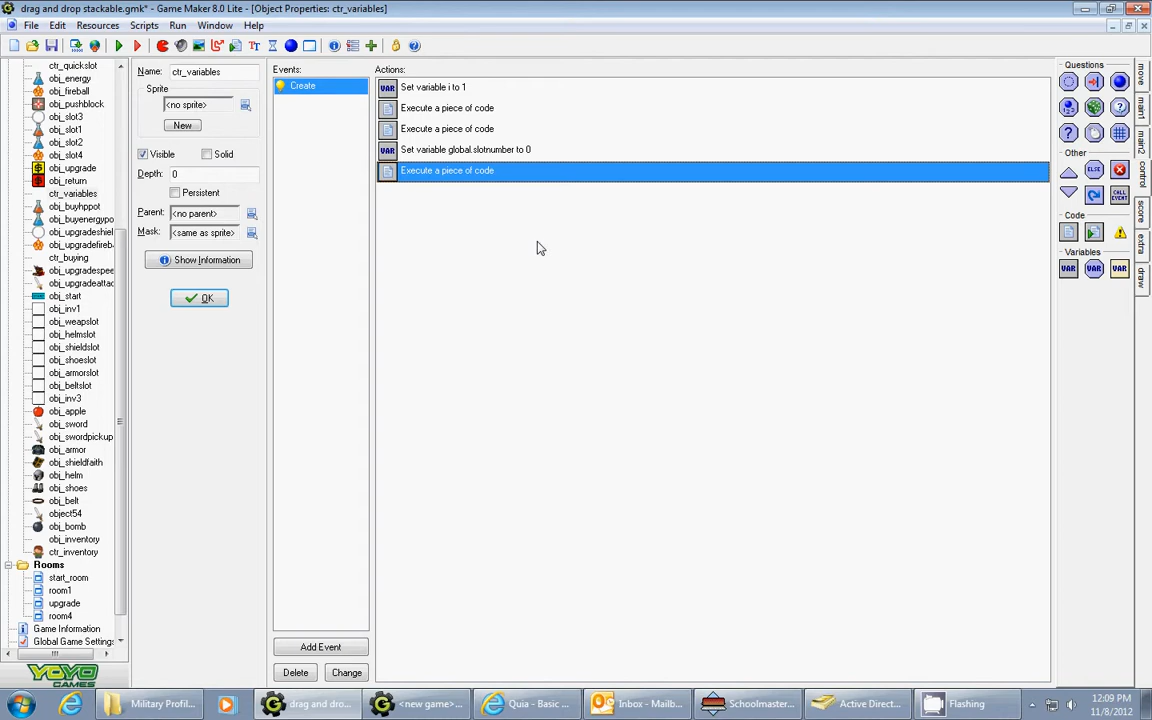 drag and drop stackable.gmk* - Game Maker 8.0 Lite - [Object Properties: ctr_variables]
File Edit Resources Scripts Run Window Help
ctr_quickslot
obj_energy
obj_fireball
obj_pushblock
obj_slot3
obj_slot1
obj_slot2
obj_slot4
obj_upgrade
obj_return
ctr_variables
obj_buyhppot
obj_buyenergypo
obj_upgradeshiel
obj_upgradefireb
ctr_buying
obj_upgradespee
obj_upgradeattac
obj_start
obj_inv1
obj_weapslot
obj_helmslot
obj_shieldslot
obj_shoeslot
obj_armorslot
obj_beltslot
obj_inv3
obj_apple
obj_sword
obj_swordpickup
obj_armor
obj_shieldfaith
obj_helm
obj_shoes
obj_belt
object54
obj_bomb
obj_inventory
ctr_inventory
Rooms
start_room
room1
upgrade
room4
Game Information
Global Game Settings
YOYO
GAMES
Name: ctr_variables
Sprite
<no sprite>
New
Visible Solid
Depth: 0
Persistent
Parent: <no parent>
Mask: <same as sprite>
Show Information
OK
Events:
Create
Add Event
Delete Change
Actions:
VAR Set variable i to 1
Execute a piece of code
Execute a piece of code
VAR Set variable global.slotnumber to 0
Execute a piece of code
Questions
Other
ELSE
CALL EVENT
Code
Variables
VAR VAR VAR
move
main1
main2
control
score
extra
draw
Military Profil...
drag and dro...
<new game>...
Quia - Basic ...
Inbox - Mailb...
Schoolmaster...
Active Direct...
Flashing
12:09 PM
11/8/2012